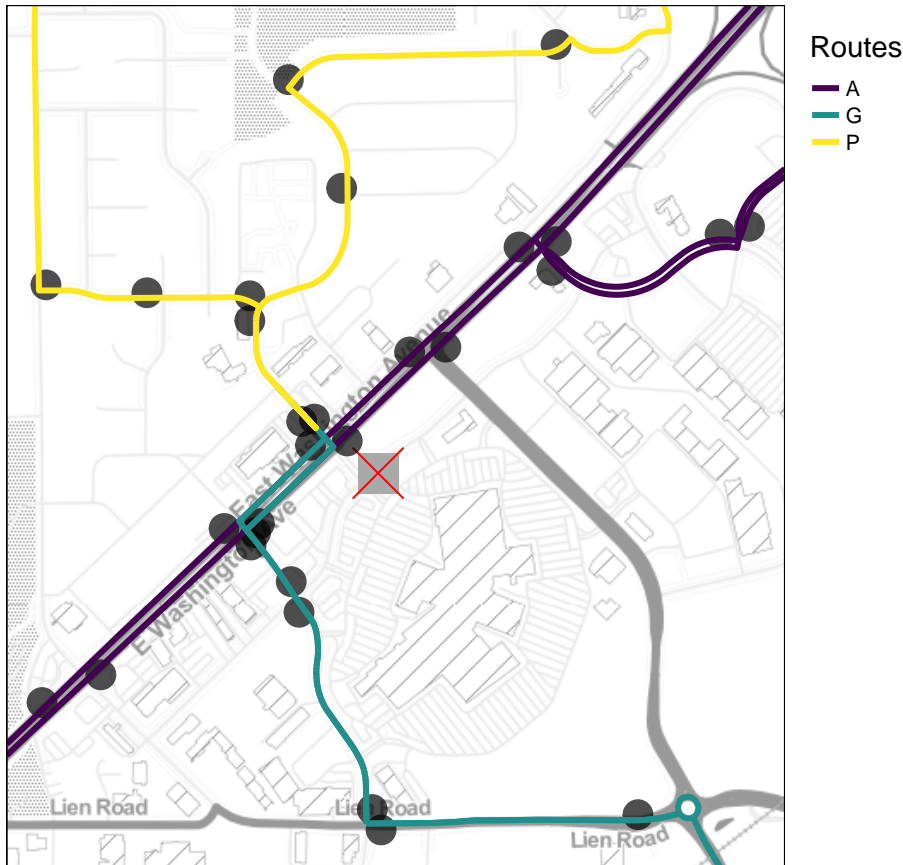 Routes
A
G
P
East Washington Avenue
E Washington Ave
Lien Road
Lien Road
Lien Road